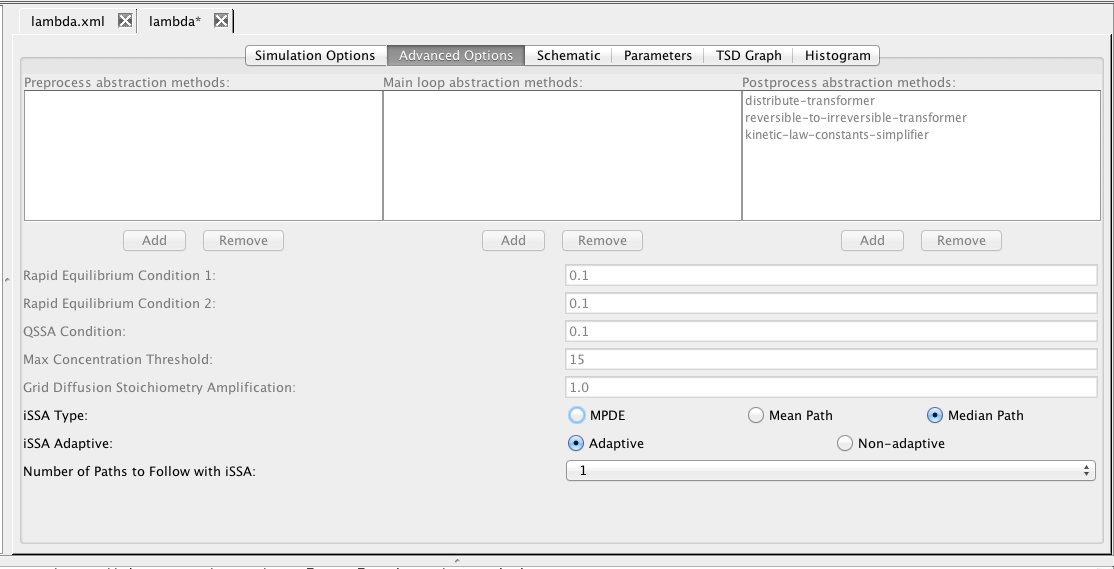 lambda.xml lambda*
Simulation Options Advanced Options Schematic Parameters TSD Graph Histogram
Preprocess abstraction methods: Main loop abstraction methods: Postprocess abstraction methods:
distribute-transformer
reversible-to-irreversible-transformer
kinetic-law-constants-simplifier
Add Remove Add Remove Add Remove
Rapid Equilibrium Condition 1: 0.1
Rapid Equilibrium Condition 2: 0.1
QSSA Condition: 0.1
Max Concentration Threshold: 15
Grid Diffusion Stoichiometry Amplification: 1.0
iSSA Type: MPDE Mean Path Median Path
iSSA Adaptive: Adaptive Non-adaptive
Number of Paths to Follow with iSSA: 1